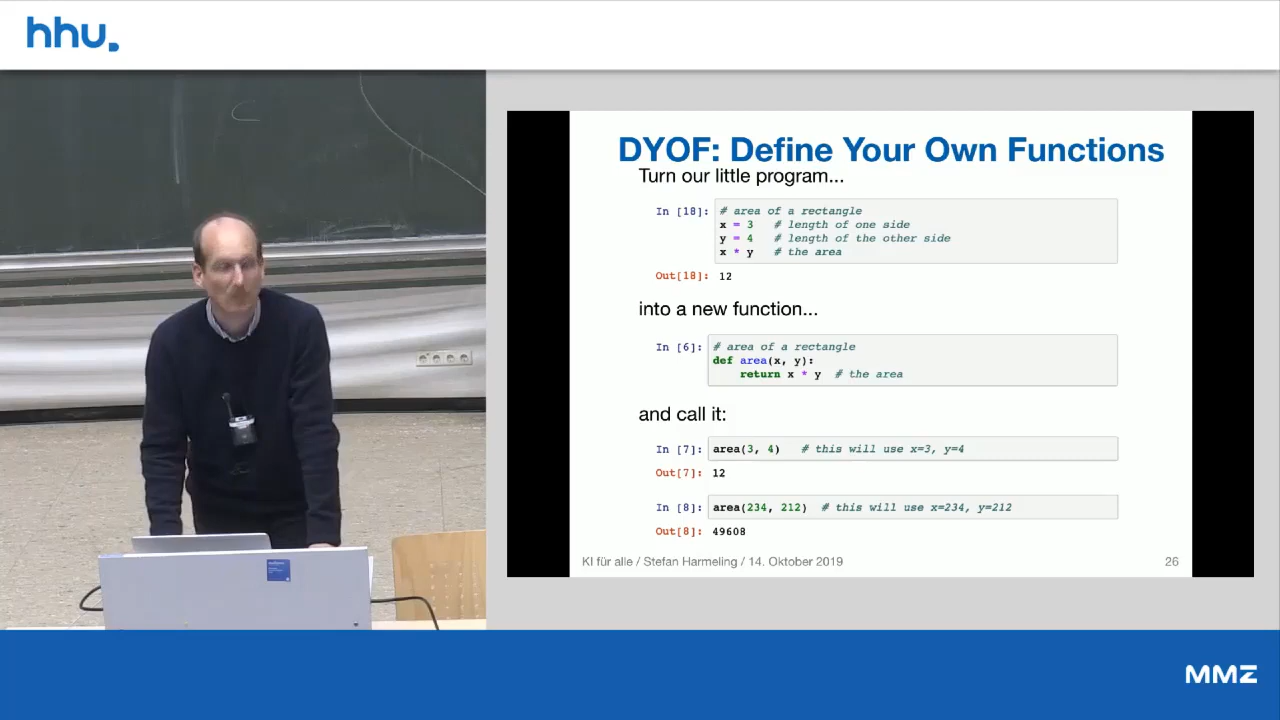 hhu.
DYOF: Define Your Own Functions
Turn our little program...
In [18]: # area of a rectangle
x = 3 # length of one side
y = 4 # length of the other side
x * y # the area
Out[18]: 12
into a new function...
In [6]: # area of a rectangle
def area(x, y):
return x * y # the area
and call it:
In [7]: area(3, 4) # this will use x=3, y=4
Out[7]: 12
In [8]: area(234, 212) # this will use x=234, y=212
Out[8]: 49608
KI für alle / Stefan Harmeling / 14. Oktober 2019 26
MMZ